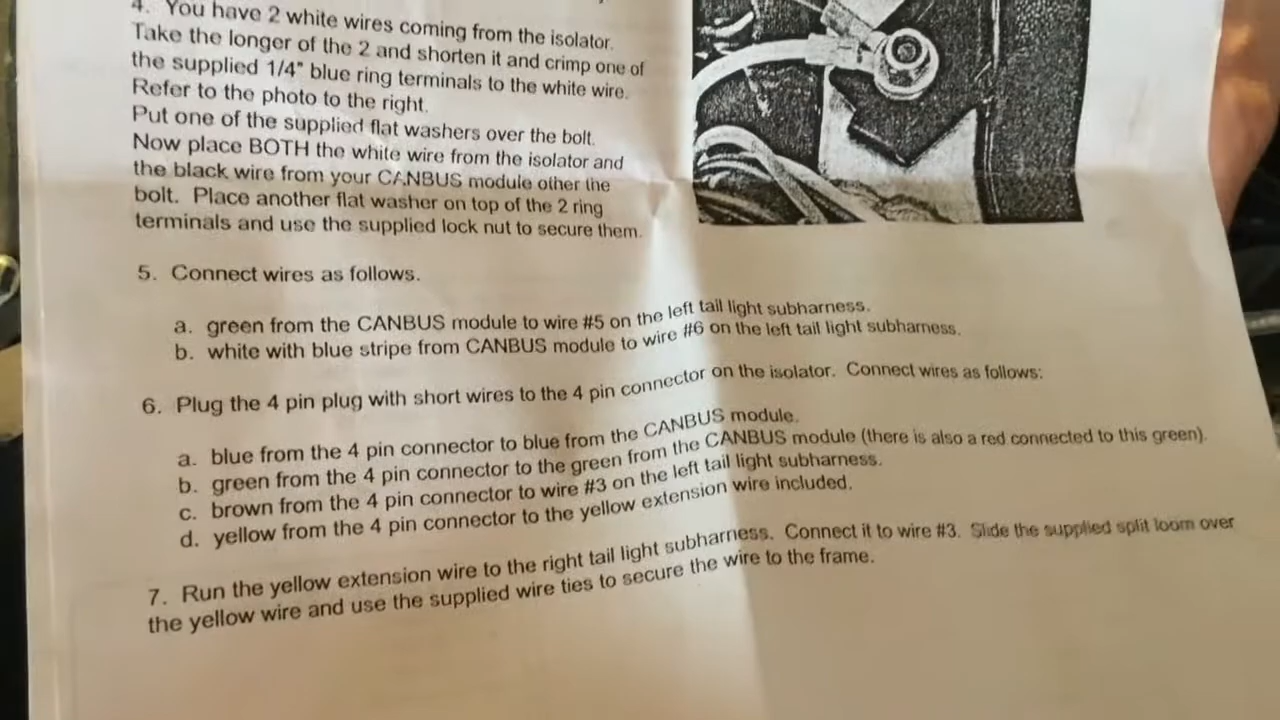 4. You have 2 white wires coming from the isolator.
Take the longer of the 2 and shorten it and crimp one of
the supplied 1/4" blue ring terminals to the white wire.
Refer to the photo to the right.
Put one of the supplied flat washers over the bolt.
Now place BOTH the white wire from the isolator and
the black wire from your CANBUS module other the
bolt. Place another flat washer on top of the 2 ring
terminals and use the supplied lock nut to secure them.
5. Connect wires as follows.
a. green from the CANBUS module to wire #5 on the left tail light subharness.
b. white with blue stripe from CANBUS module to wire #6 on the left tail light subharness.
6. Plug the 4 pin plug with short wires to the 4 pin connector on the isolator. Connect wires as follows:
a. blue from the 4 pin connector to blue from the CANBUS module.
b. green from the 4 pin connector to the green from the CANBUS module (there is also a red connected to this green).
c. brown from the 4 pin connector to wire #3 on the left tail light subharness.
d. yellow from the 4 pin connector to the yellow extension wire included.
7. Run the yellow extension wire to the right tail light subharness. Connect it to wire #3. Slide the supplied split loom over
the yellow wire and use the supplied wire ties to secure the wire to the frame.